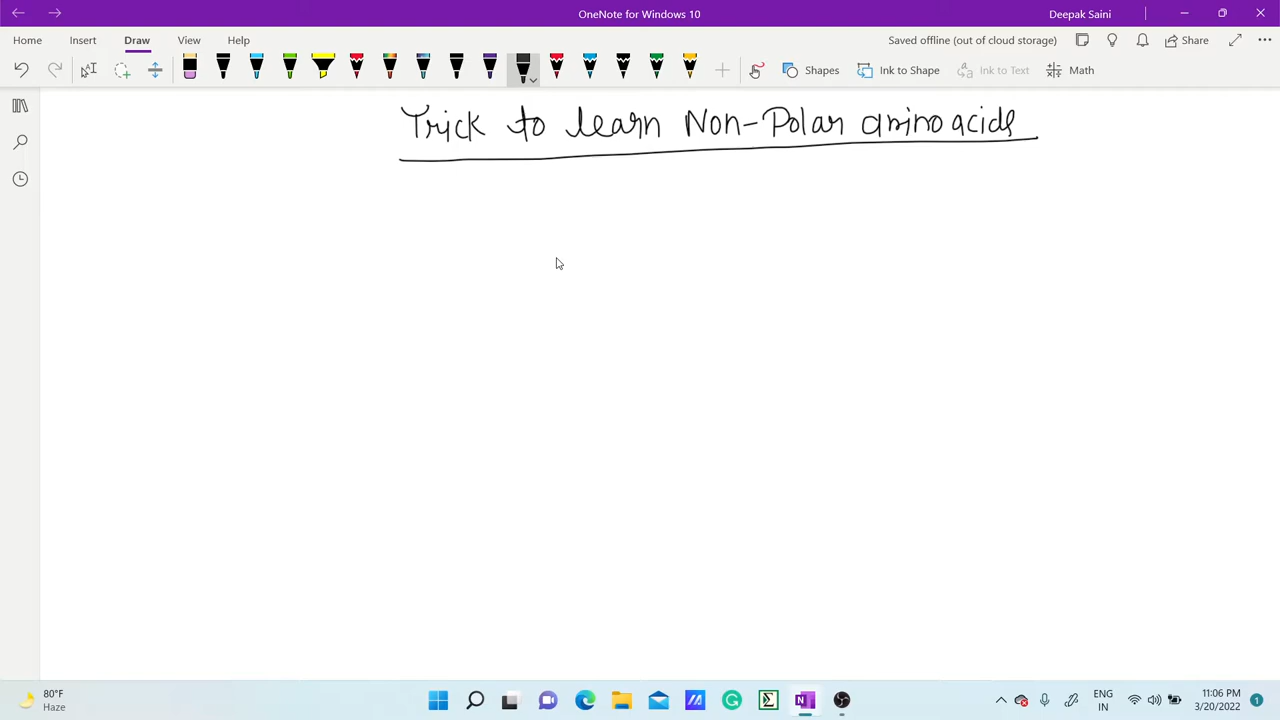 OneNote for Windows 10
Deepak Saini
Home Insert Draw View Help
Saved offline (out of cloud storage) Share
Shapes Ink to Shape Ink to Text Math
Trick to learn Non-Polar amino acids
80°F
Haze
ENG
IN
1:06 PM
3/20/2022
1